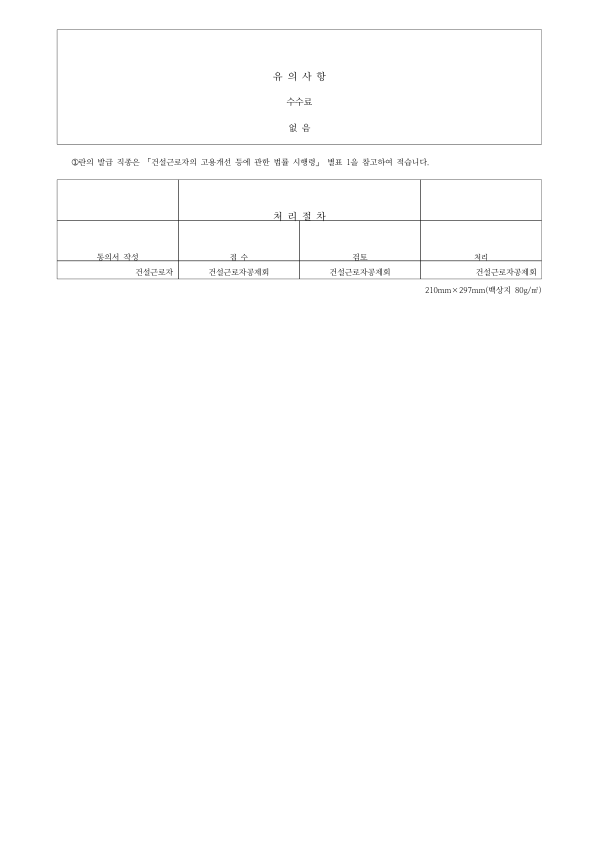 유 의 사 항
수수료
없 음
①란의 발급 직종은 「건설근로자의 고용개선 등에 관한 법률 시행령」 별표 1을 참고하여 적습니다.
처 리 절 차
동의서 작성 접 수 검토 처리
건설근로자 건설근로자공제회 건설근로자공제회 건설근로자공제회
210mm×297mm(백상지 80g/㎡)